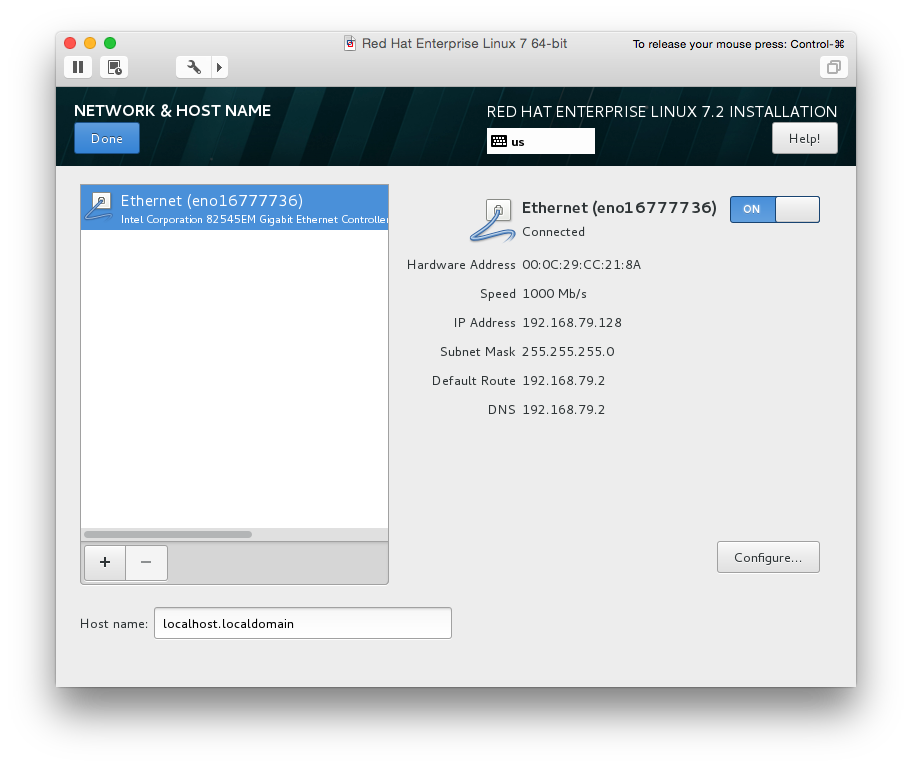 Red Hat Enterprise Linux 7 64-bit
To release your mouse press: Control-⌘
NETWORK & HOST NAME
RED HAT ENTERPRISE LINUX 7.2 INSTALLATION
Done
us
Help!
Ethernet (eno16777736)
Intel Corporation 82545EM Gigabit Ethernet Controller
Ethernet (eno16777736)
ON
Connected
Hardware Address 00:0C:29:CC:21:8A
Speed 1000 Mb/s
IP Address 192.168.79.128
Subnet Mask 255.255.255.0
Default Route 192.168.79.2
DNS 192.168.79.2
+ −
Configure...
Host name: localhost.localdomain